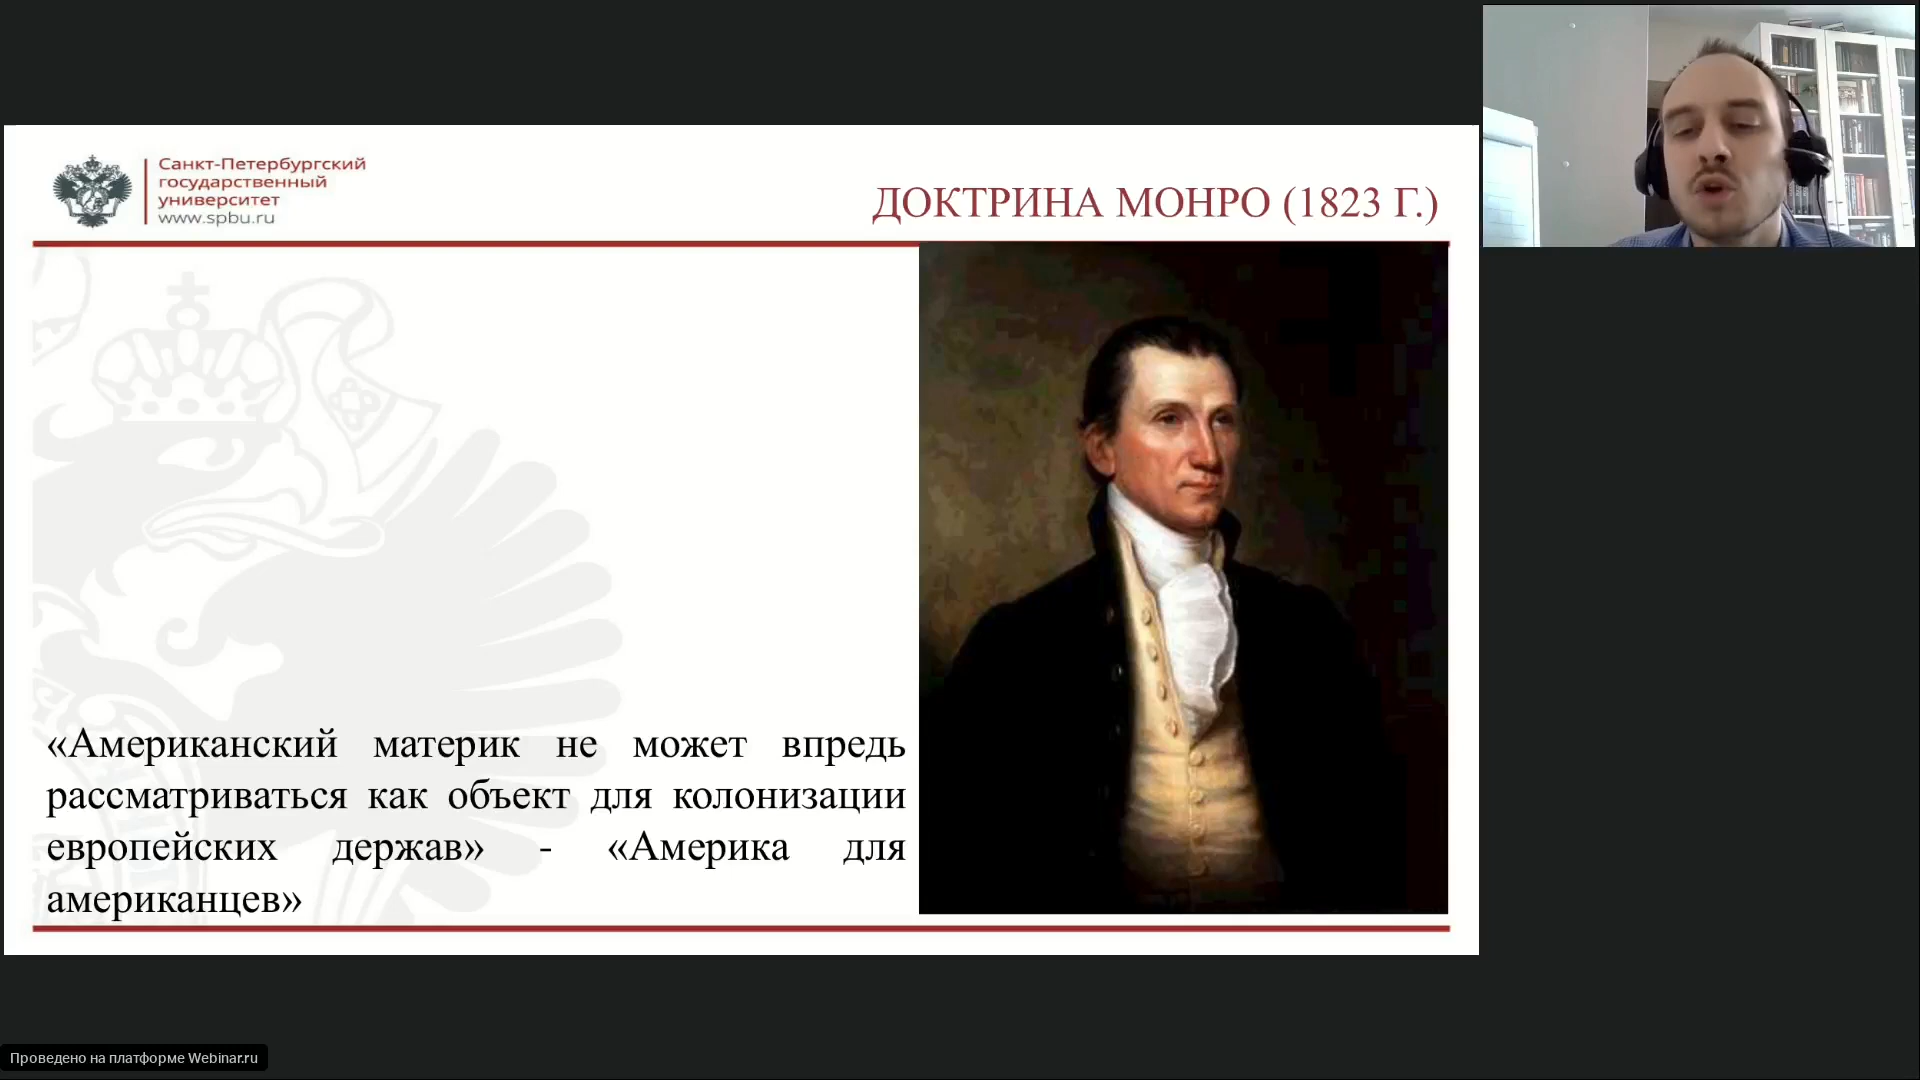 Санкт-Петербургский
государственный
университет
www.spbu.ru
ДОКТРИНА МОНРО (1823 Г.)
«Американский материк не может впредь
рассматриваться как объект для колонизации
европейских держав» - «Америка для
американцев»
Проведено на платформе Webinar.ru